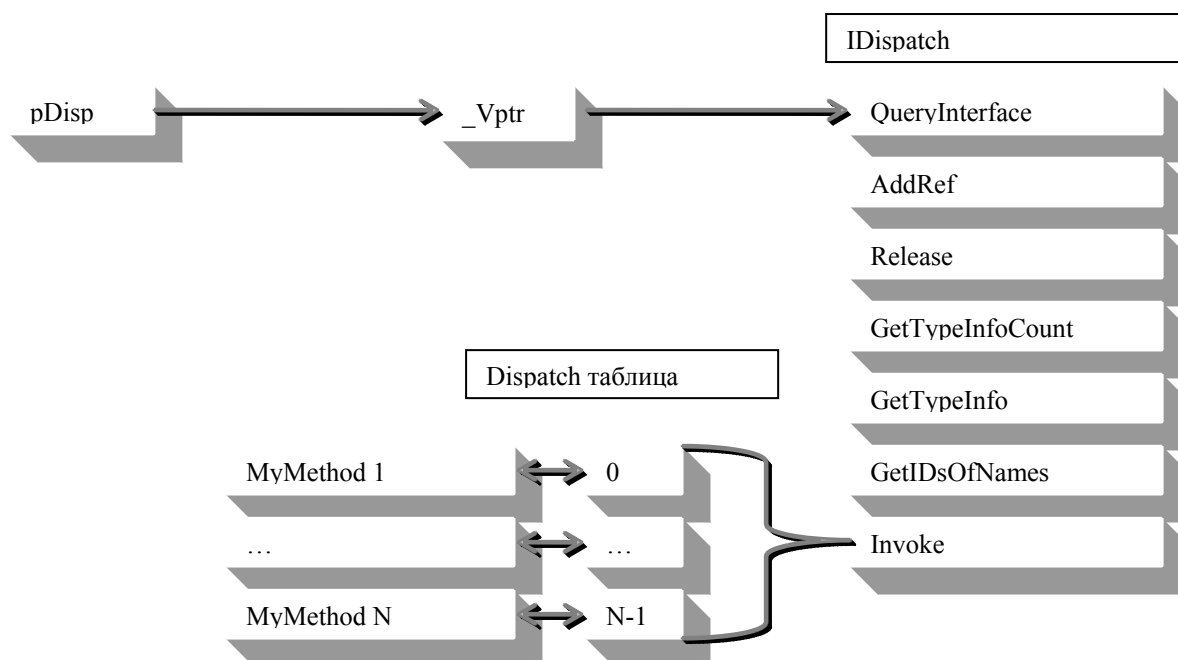 IDispatch
pDisp
_Vptr
QueryInterface
AddRef
Release
GetTypeInfoCount
Dispatch таблица
GetTypeInfo
MyMethod 1
0
GetIDsOfNames
…
…
Invoke
MyMethod N
N-1